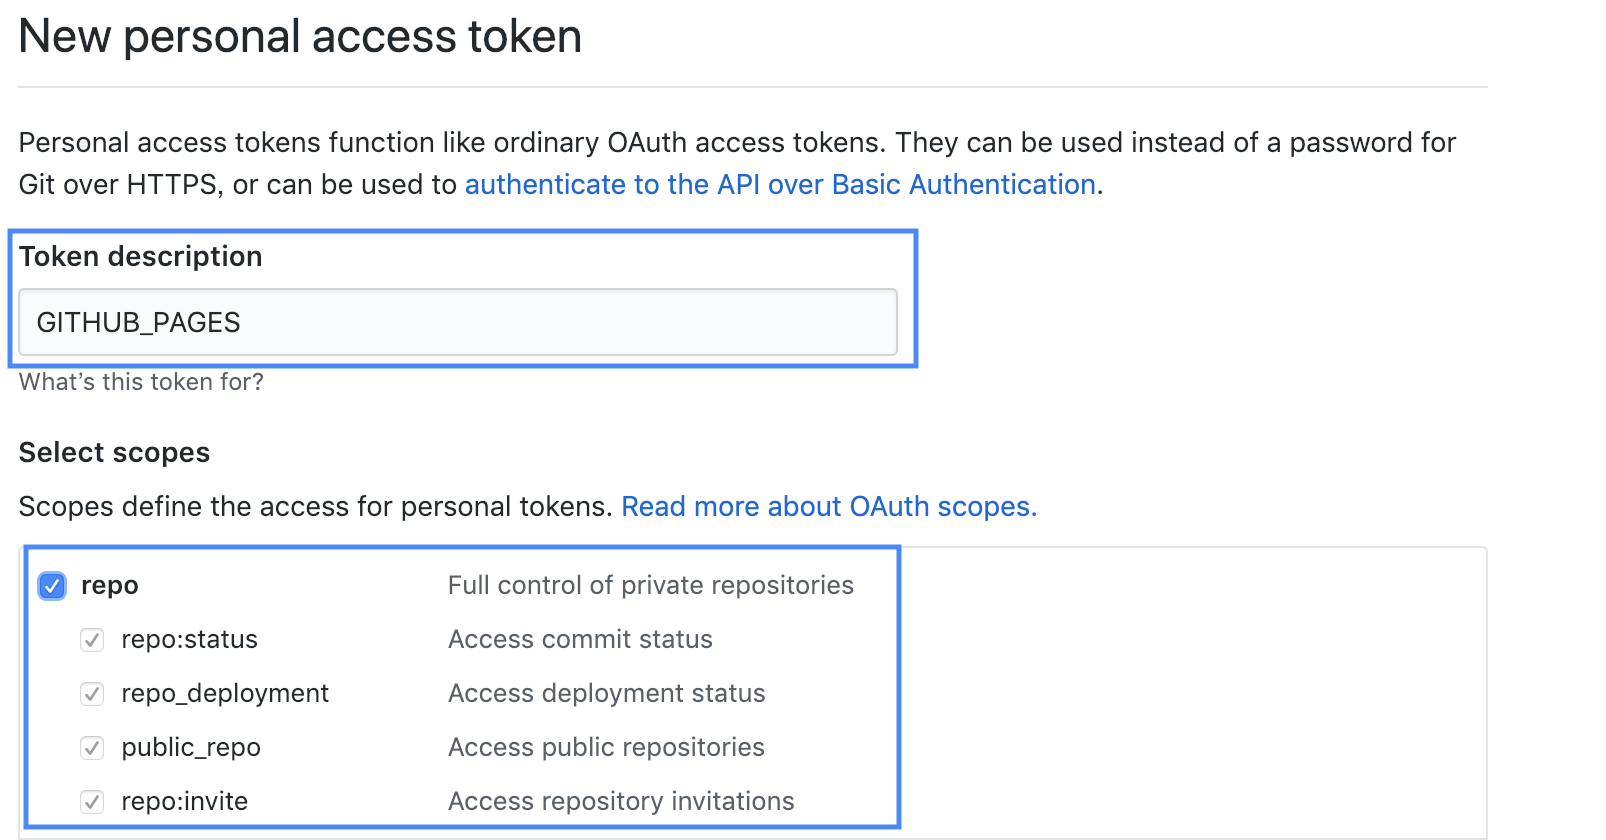 New personal access token
Personal access tokens function like ordinary OAuth access tokens. They can be used instead of a password for
Git over HTTPS, or can be used to authenticate to the API over Basic Authentication.
Token description
GITHUB_PAGES
What’s this token for?
Select scopes
Scopes define the access for personal tokens. Read more about OAuth scopes.
repo Full control of private repositories
repo:status Access commit status
repo_deployment Access deployment status
public_repo Access public repositories
repo:invite Access repository invitations